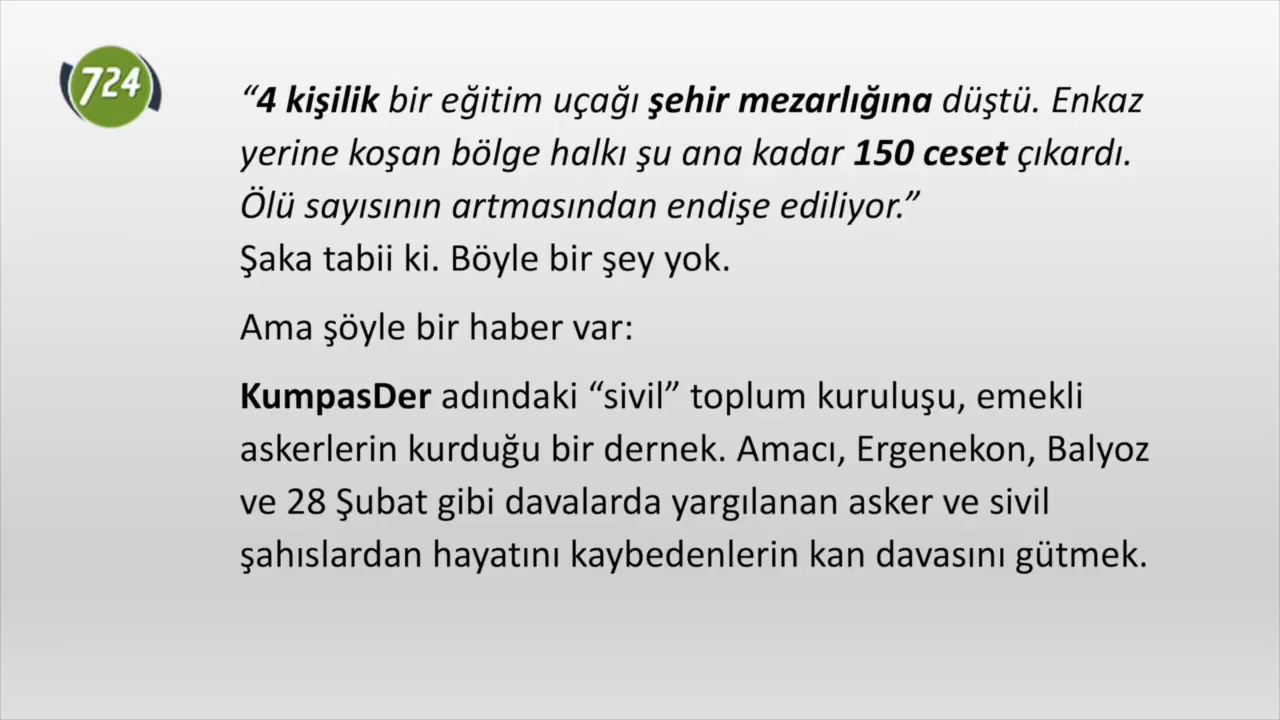 724
“4 kişilik bir eğitim uçağı şehir mezarlığına düştü. Enkaz
yerine koşan bölge halkı şu ana kadar 150 ceset çıkardı.
Ölü sayısının artmasından endişe ediliyor.”
Şaka tabii ki. Böyle bir şey yok.
Ama şöyle bir haber var:
KumpasDer adındaki “sivil” toplum kuruluşu, emekli
askerlerin kurduğu bir dernek. Amacı, Ergenekon, Balyoz
ve 28 Şubat gibi davalarda yargılanan asker ve sivil
şahıslardan hayatını kaybedenlerin kan davasını gütmek.